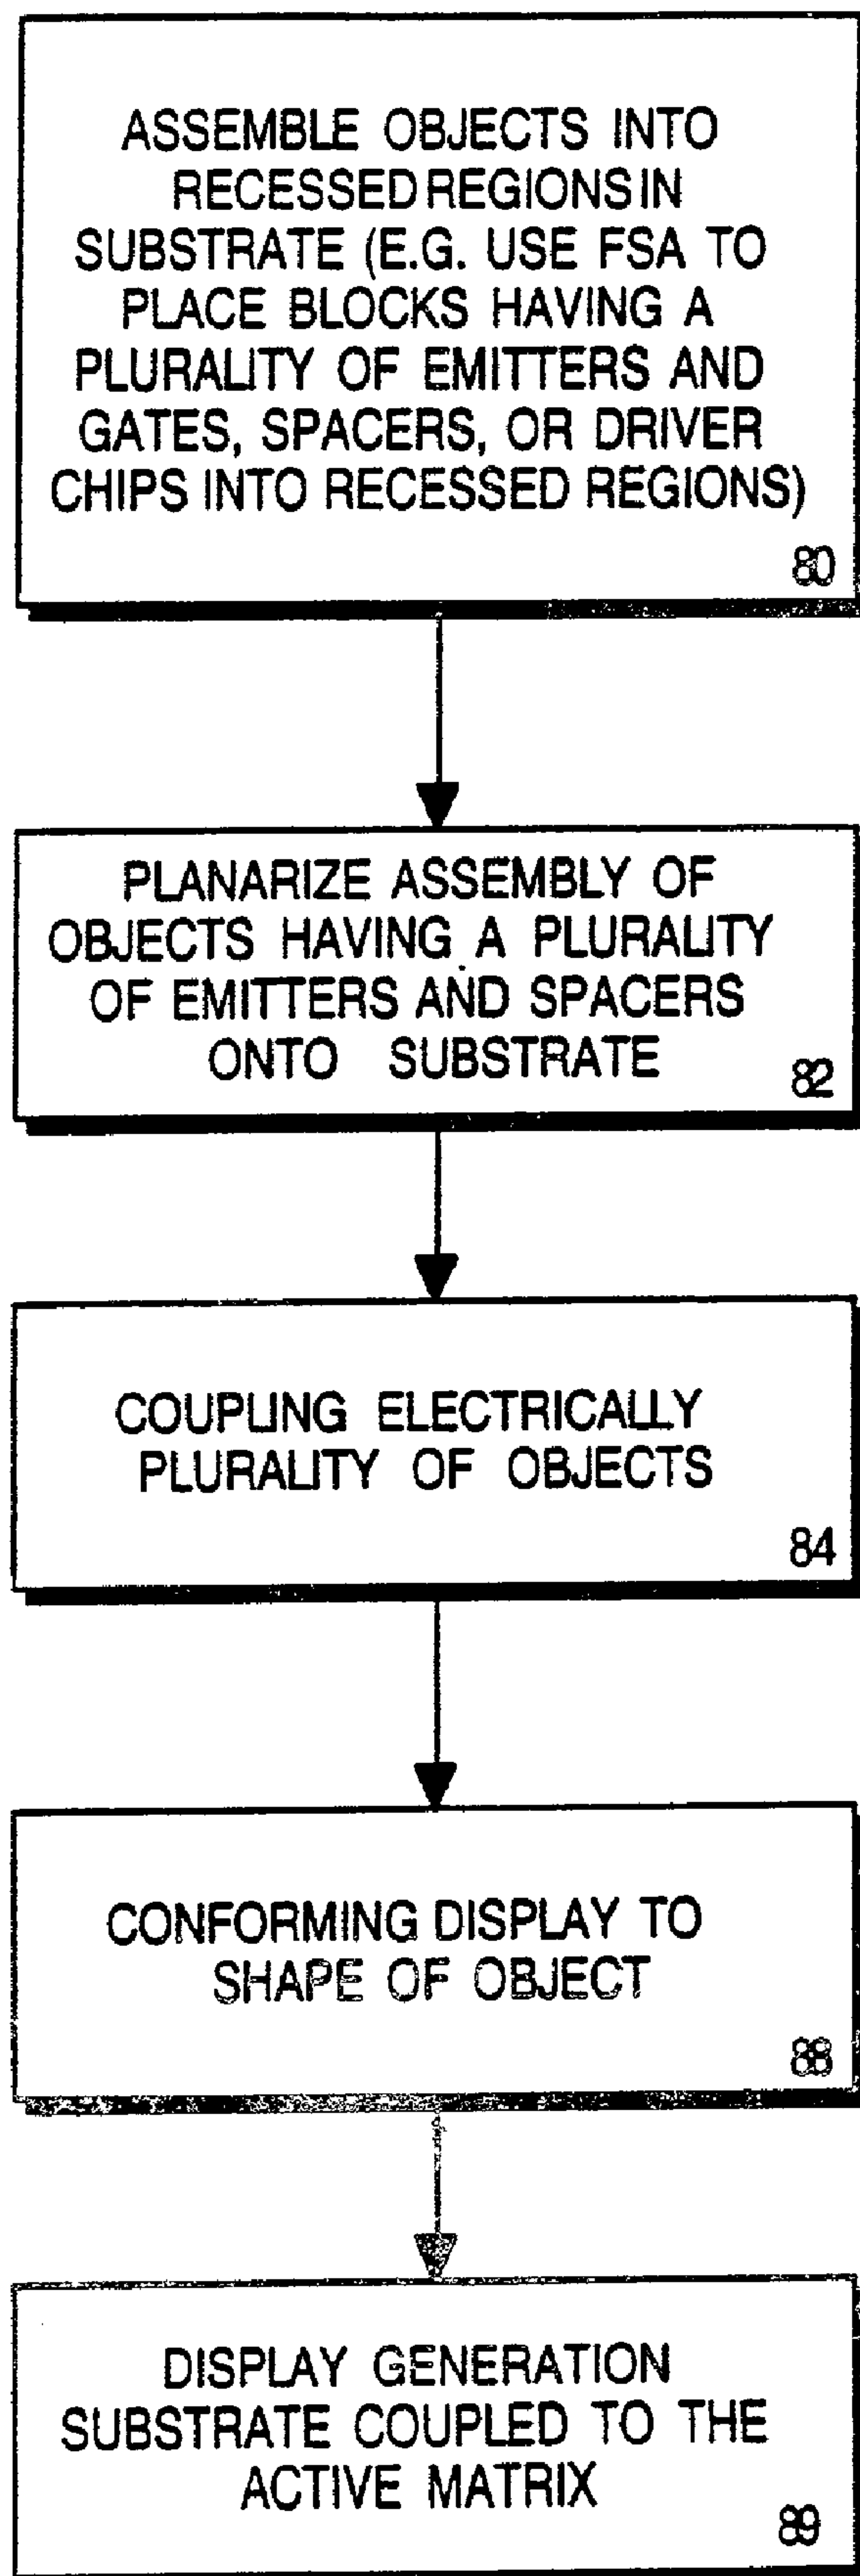 ASSEMBLE OBJECTS INTO
RECESSED REGIONS IN
SUBSTRATE (E.G. USE FSA TO
PLACE BLOCKS HAVING A
PLURALITY OF EMITTERS AND
GATES, SPACERS, OR DRIVER
CHIPS INTO RECESSED REGIONS)
80
PLANARIZE ASSEMBLY OF
OBJECTS HAVING A PLURALITY
OF EMITTERS AND SPACERS
ONTO SUBSTRATE
82
COUPLING ELECTRICALLY
PLURALITY OF OBJECTS
84
CONFORMING DISPLAY TO
SHAPE OF OBJECT
88
DISPLAY GENERATION
SUBSTRATE COUPLED TO THE
ACTIVE MATRIX
89